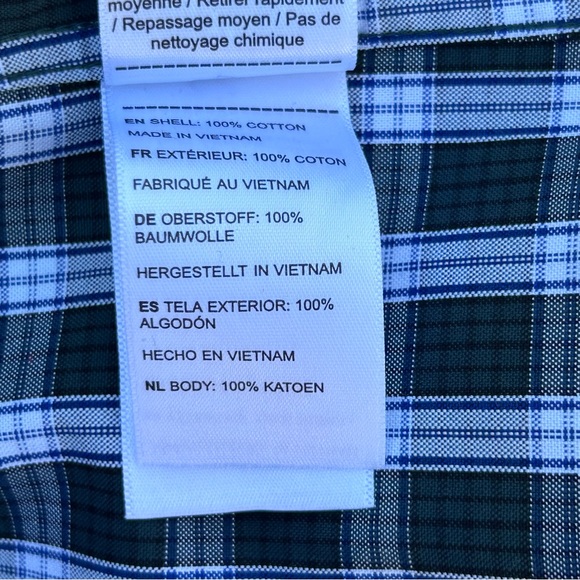 moyenne / Retirer rapidement
/ Repassage moyen / Pas de
nettoyage chimique
EN SHELL: 100% COTTON
MADE IN VIETNAM
FR EXTÉRIEUR: 100% COTON
FABRIQUÉ AU VIETNAM
DE OBERSTOFF: 100%
BAUMWOLLE
HERGESTELLT IN VIETNAM
ES TELA EXTERIOR: 100%
ALGODÓN
HECHO EN VIETNAM
NL BODY: 100% KATOEN